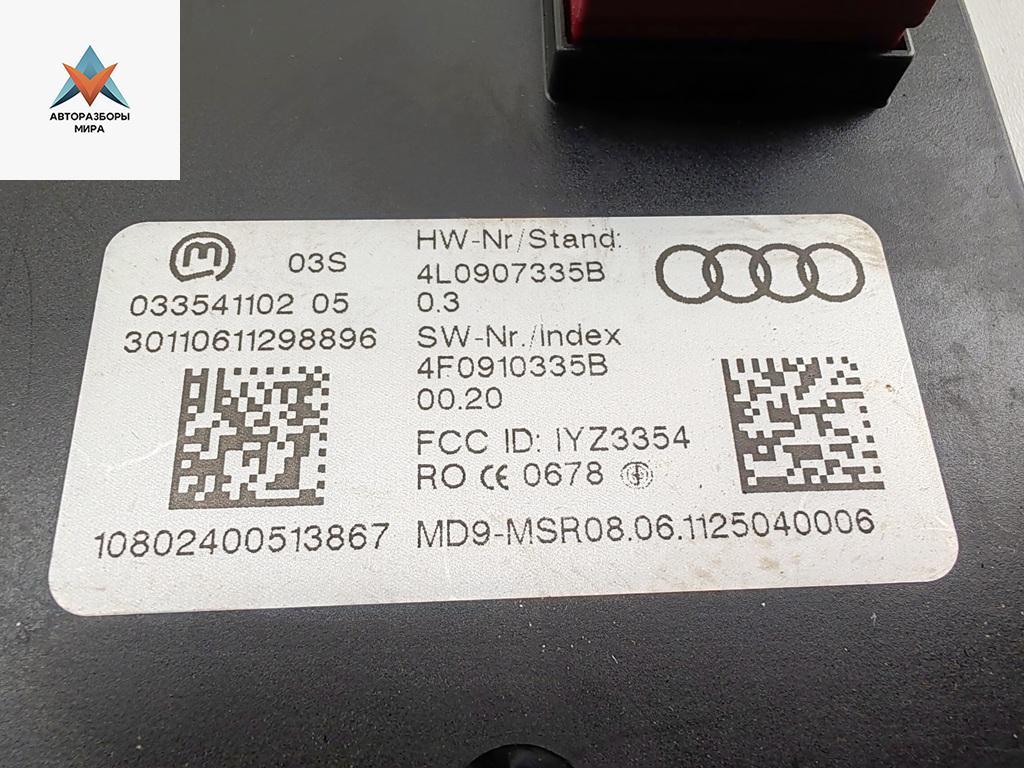 АВТОРАЗБОРЫ
МИРА
03S
033541102 05
30110611298896
HW-Nr/Stand:
4L0907335B
0.3
SW-Nr./Index
4F0910335B
00.20
FCC ID: IYZ3354
RO CE 0678
10802400513867 MD9-MSR08.06.1125040006